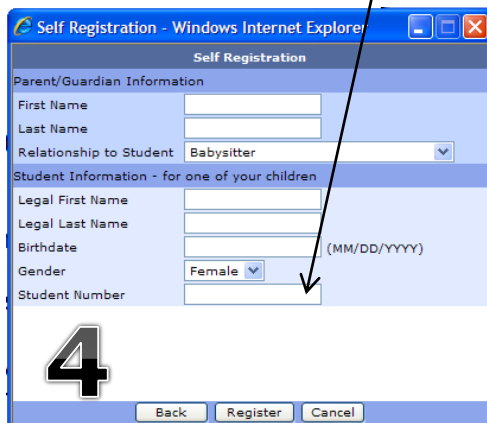 Self Registration - Windows Internet Explorer
Self Registration
Parent/Guardian Information
First Name
Last Name
Relationship to Student Babysitter
Student Information - for one of your children
Legal First Name
Legal Last Name
Birthdate (MM/DD/YYYY)
Gender Female
Student Number
4
Back Register Cancel